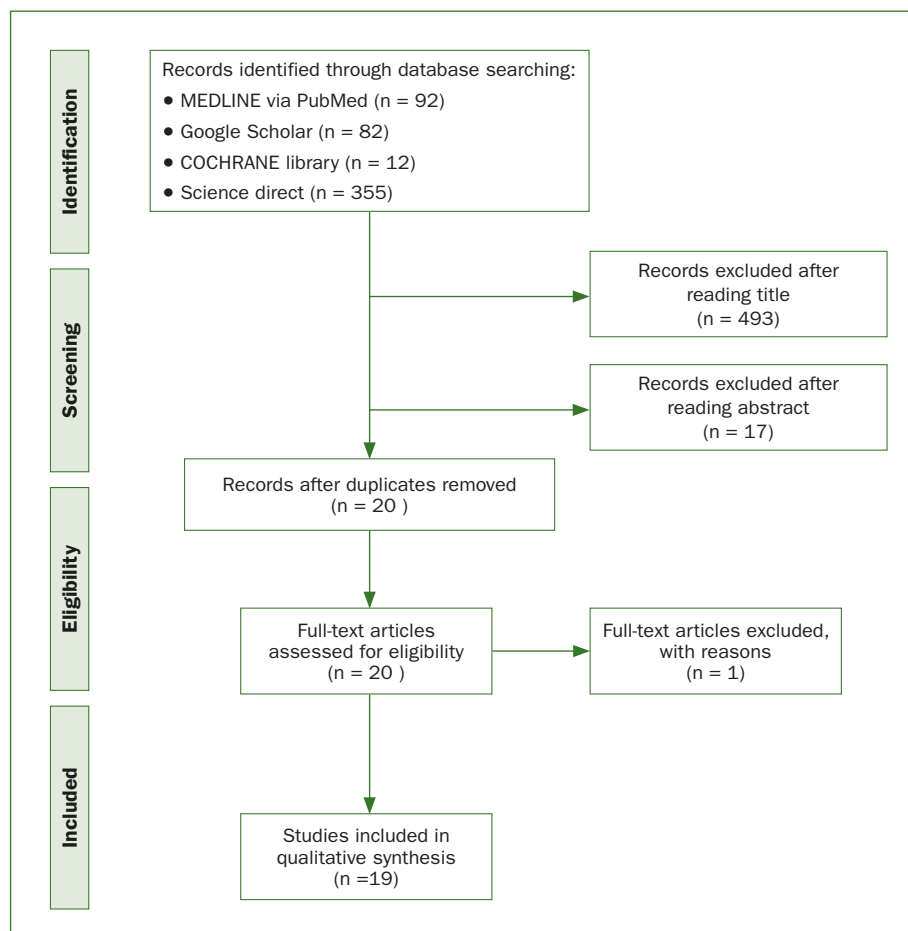 Identification
Records identified through database searching:
• MEDLINE via PubMed (n = 92)
• Google Scholar (n = 82)
• COCHRANE library (n = 12)
• Science direct (n = 355)
Screening
Records excluded after
reading title
(n = 493)
Records excluded after
reading abstract
(n = 17)
Records after duplicates removed
(n = 20 )
Eligibility
Full-text articles
assessed for eligibility
(n = 20 )
Full-text articles excluded,
with reasons
(n = 1)
Included
Studies included in
qualitative synthesis
(n =19)